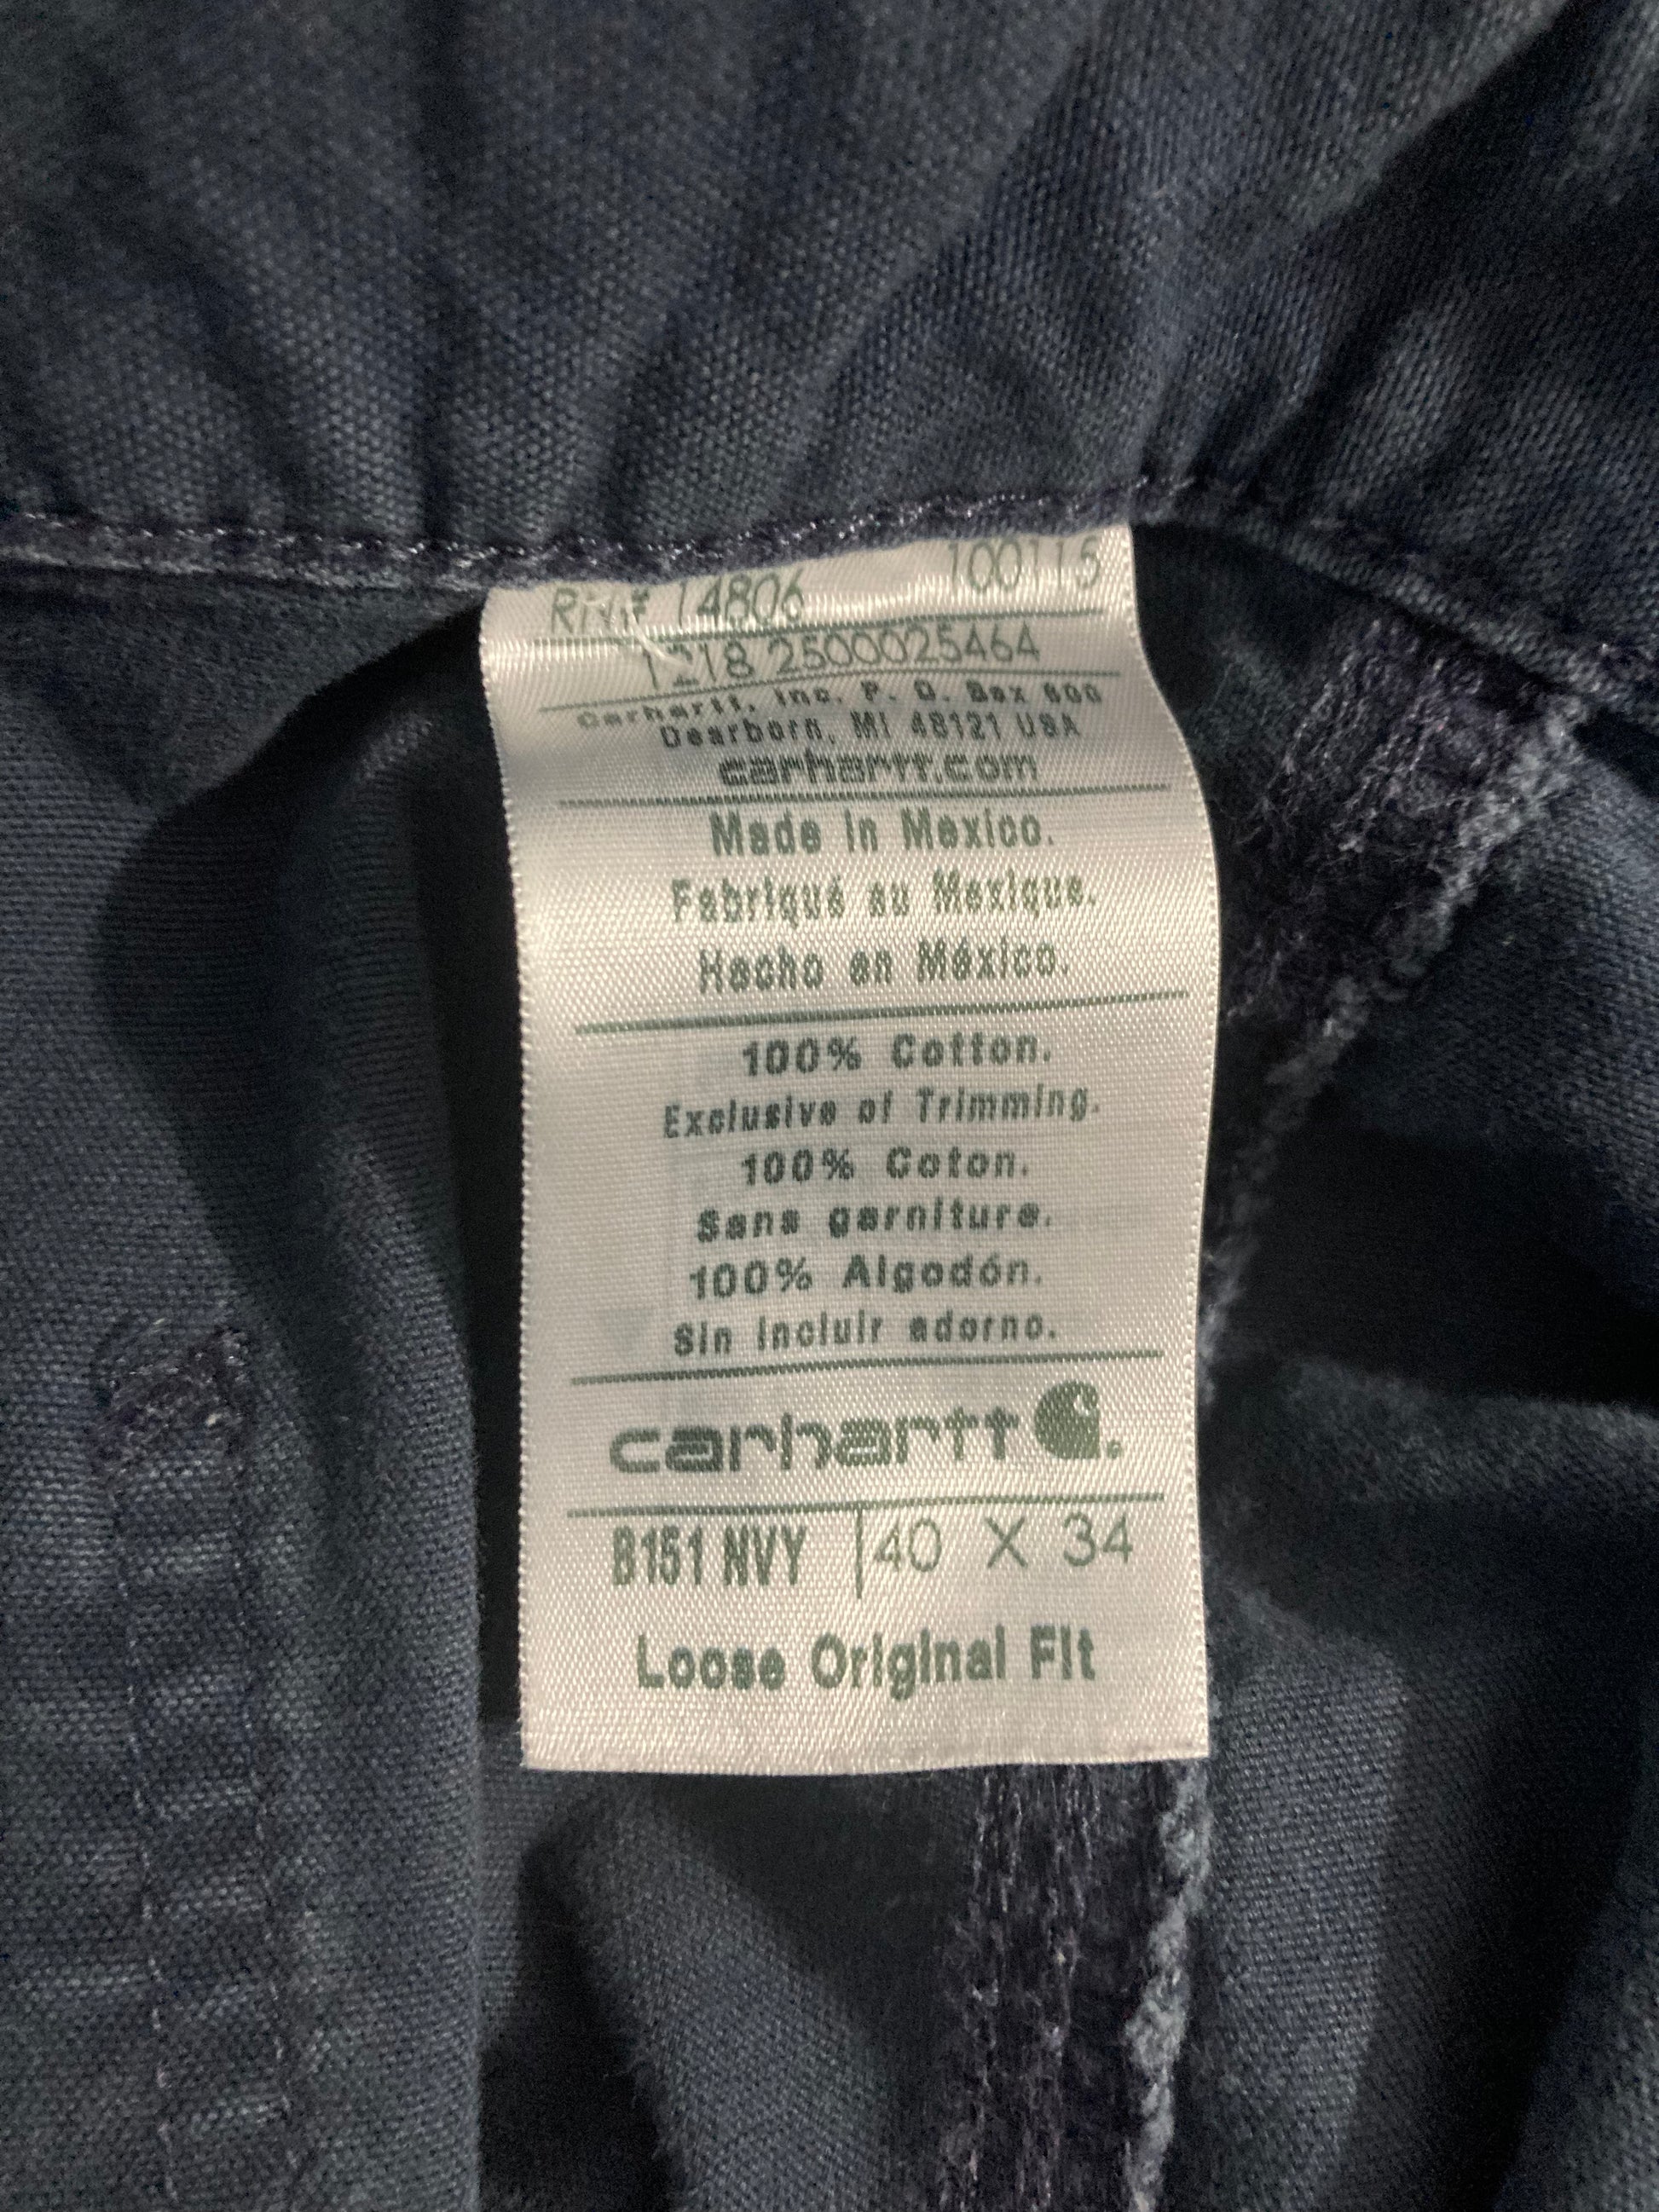 RN# 14806 100115
1218 2500025464
Carhartt, Inc. P. O. Box 600
Dearborn, MI 48121 USA
carhartt.com
Made in Mexico.
Fabriqué au Mexique.
Hecho en México.
100% Cotton.
Exclusive of Trimming.
100% Coton.
Sans garniture.
100% Algodón.
Sin incluir adorno.
carhartt
B151 NVY 40 X 34
Loose Original Fit